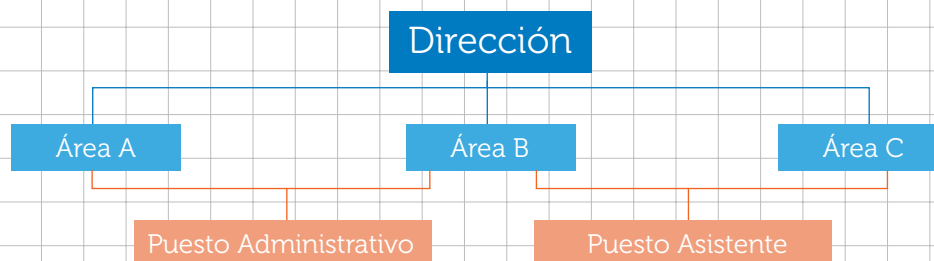 Dirección
Área A
Área B
Área C
Puesto Administrativo
Puesto Asistente